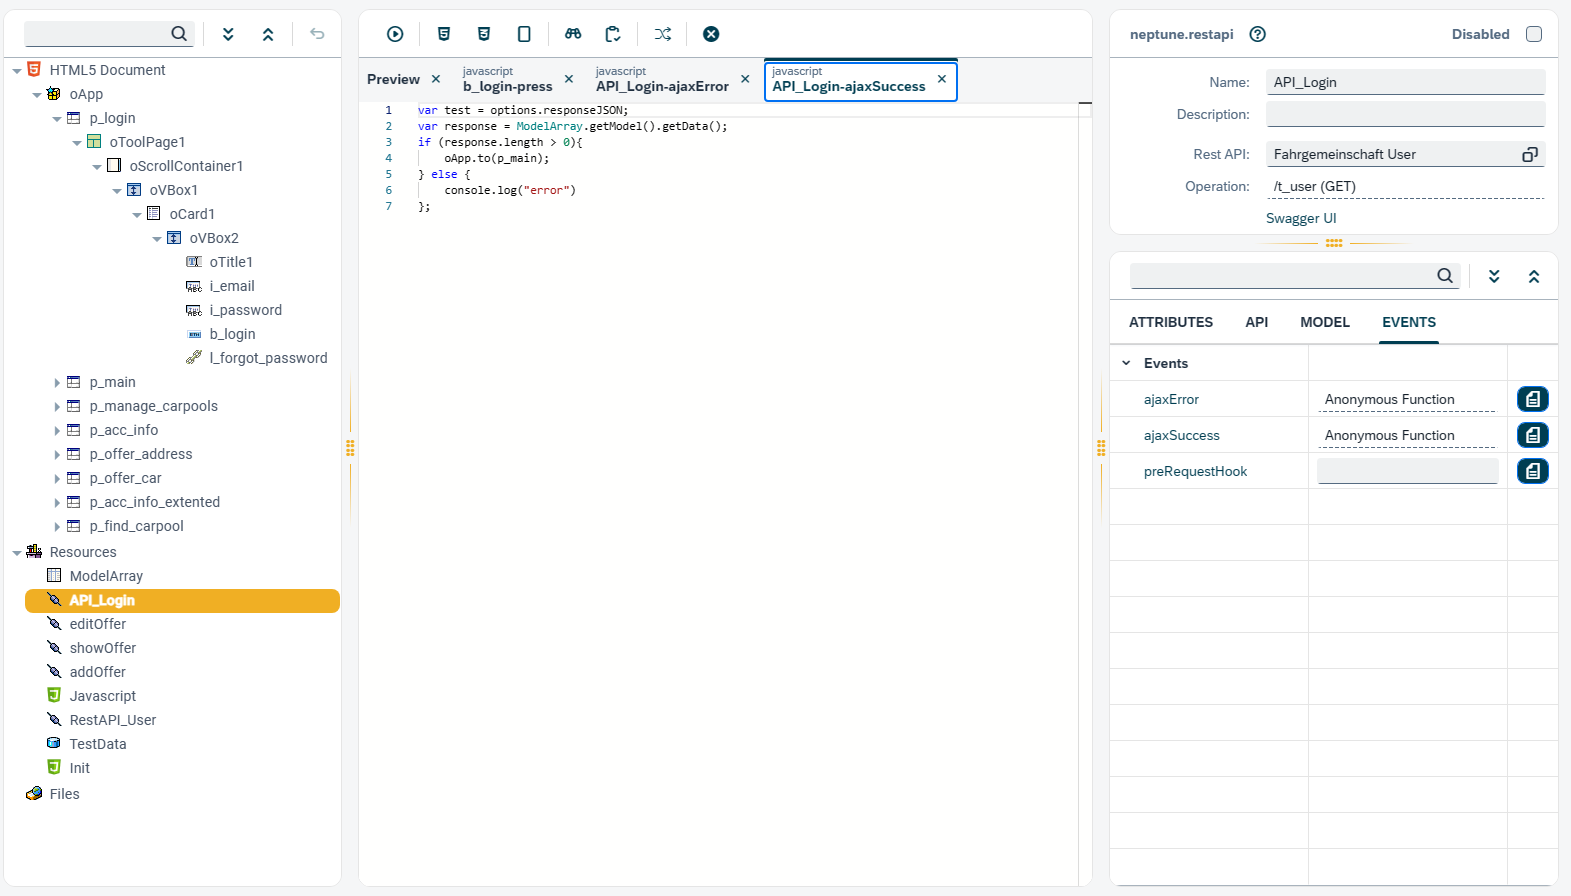 HTML5 Document
oApp
p_login
oToolPage1
oScrollContainer1
oVBox1
oCard1
oVBox2
oTitle1
i_email
i_password
b_login
l_forgot_password
p_main
p_manage_carpools
p_acc_info
p_offer_address
p_offer_car
p_acc_info_extented
p_find_carpool
Resources
ModelArray
API_Login
editOffer
showOffer
addOffer
Javascript
RestAPI_User
TestData
Init
Files
Preview
javascript
b_login-press
javascript
API_Login-ajaxError
javascript
API_Login-ajaxSuccess
1 var test = options.responseJSON;
2 var response = ModelArray.getModel().getData();
3 if (response.length > 0){
4 oApp.to(p_main);
5 } else {
6 console.log("error")
7 };
neptune.restapi
Disabled
Name: API_Login
Description:
Rest API: Fahrgemeinschaft User
Operation: /t_user (GET)
Swagger UI
ATTRIBUTES API MODEL EVENTS
Events
ajaxError Anonymous Function
ajaxSuccess Anonymous Function
preRequestHook